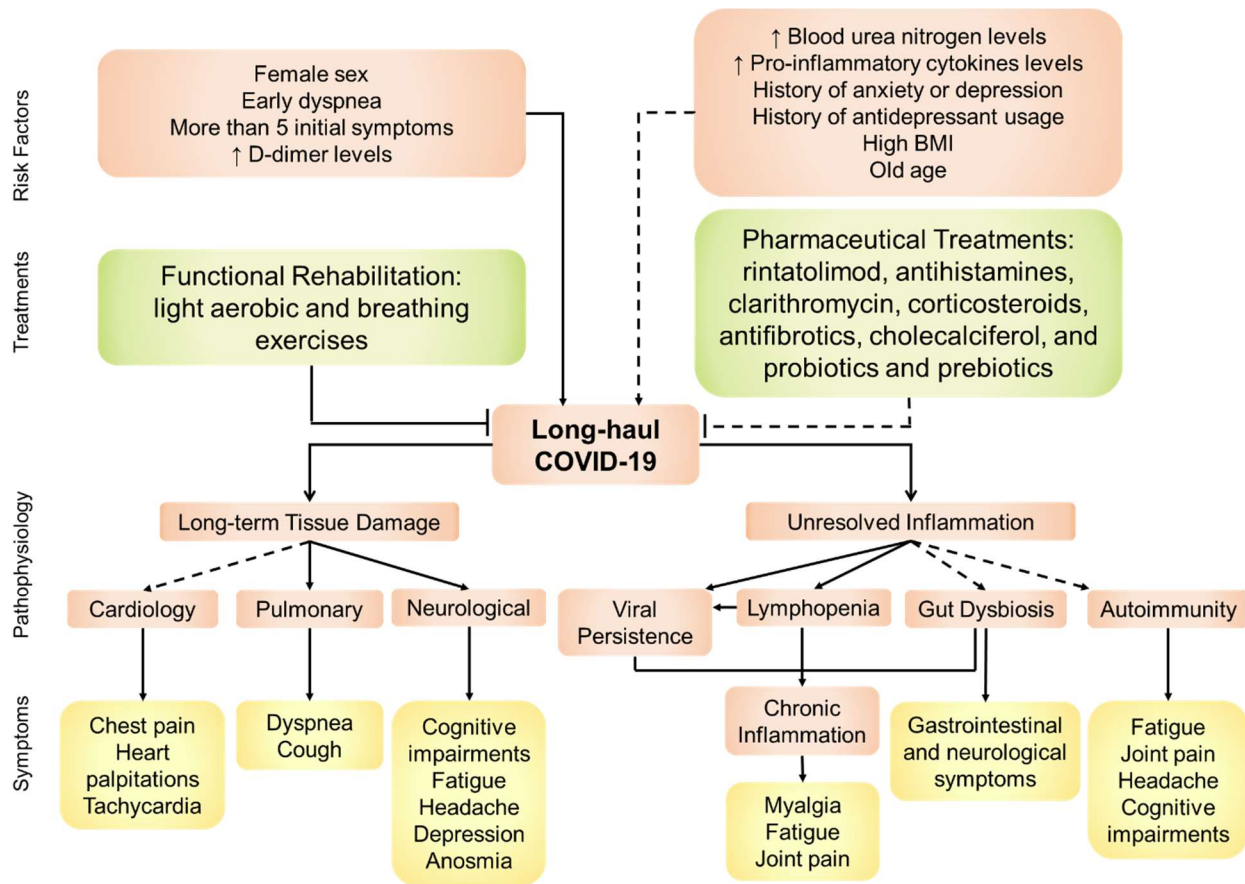 Risk Factors
Female sex
Early dyspnea
More than 5 initial symptoms
↑ D-dimer levels
↑ Blood urea nitrogen levels
↑ Pro-inflammatory cytokines levels
History of anxiety or depression
History of antidepressant usage
High BMI
Old age
Treatments
Functional Rehabilitation:
light aerobic and breathing
exercises
Pharmaceutical Treatments:
rintatolimod, antihistamines,
clarithromycin, corticosteroids,
antifibrotics, cholecalciferol, and
probiotics and prebiotics
Long-haul
COVID-19
Pathophysiology
Long-term Tissue Damage
Unresolved Inflammation
Cardiology
Pulmonary
Neurological
Viral
Persistence
Lymphopenia
Gut Dysbiosis
Autoimmunity
Symptoms
Chest pain
Heart
palpitations
Tachycardia
Dyspnea
Cough
Cognitive
impairments
Fatigue
Headache
Depression
Anosmia
Chronic
Inflammation
Myalgia
Fatigue
Joint pain
Gastrointestinal
and neurological
symptoms
Fatigue
Joint pain
Headache
Cognitive
impairments